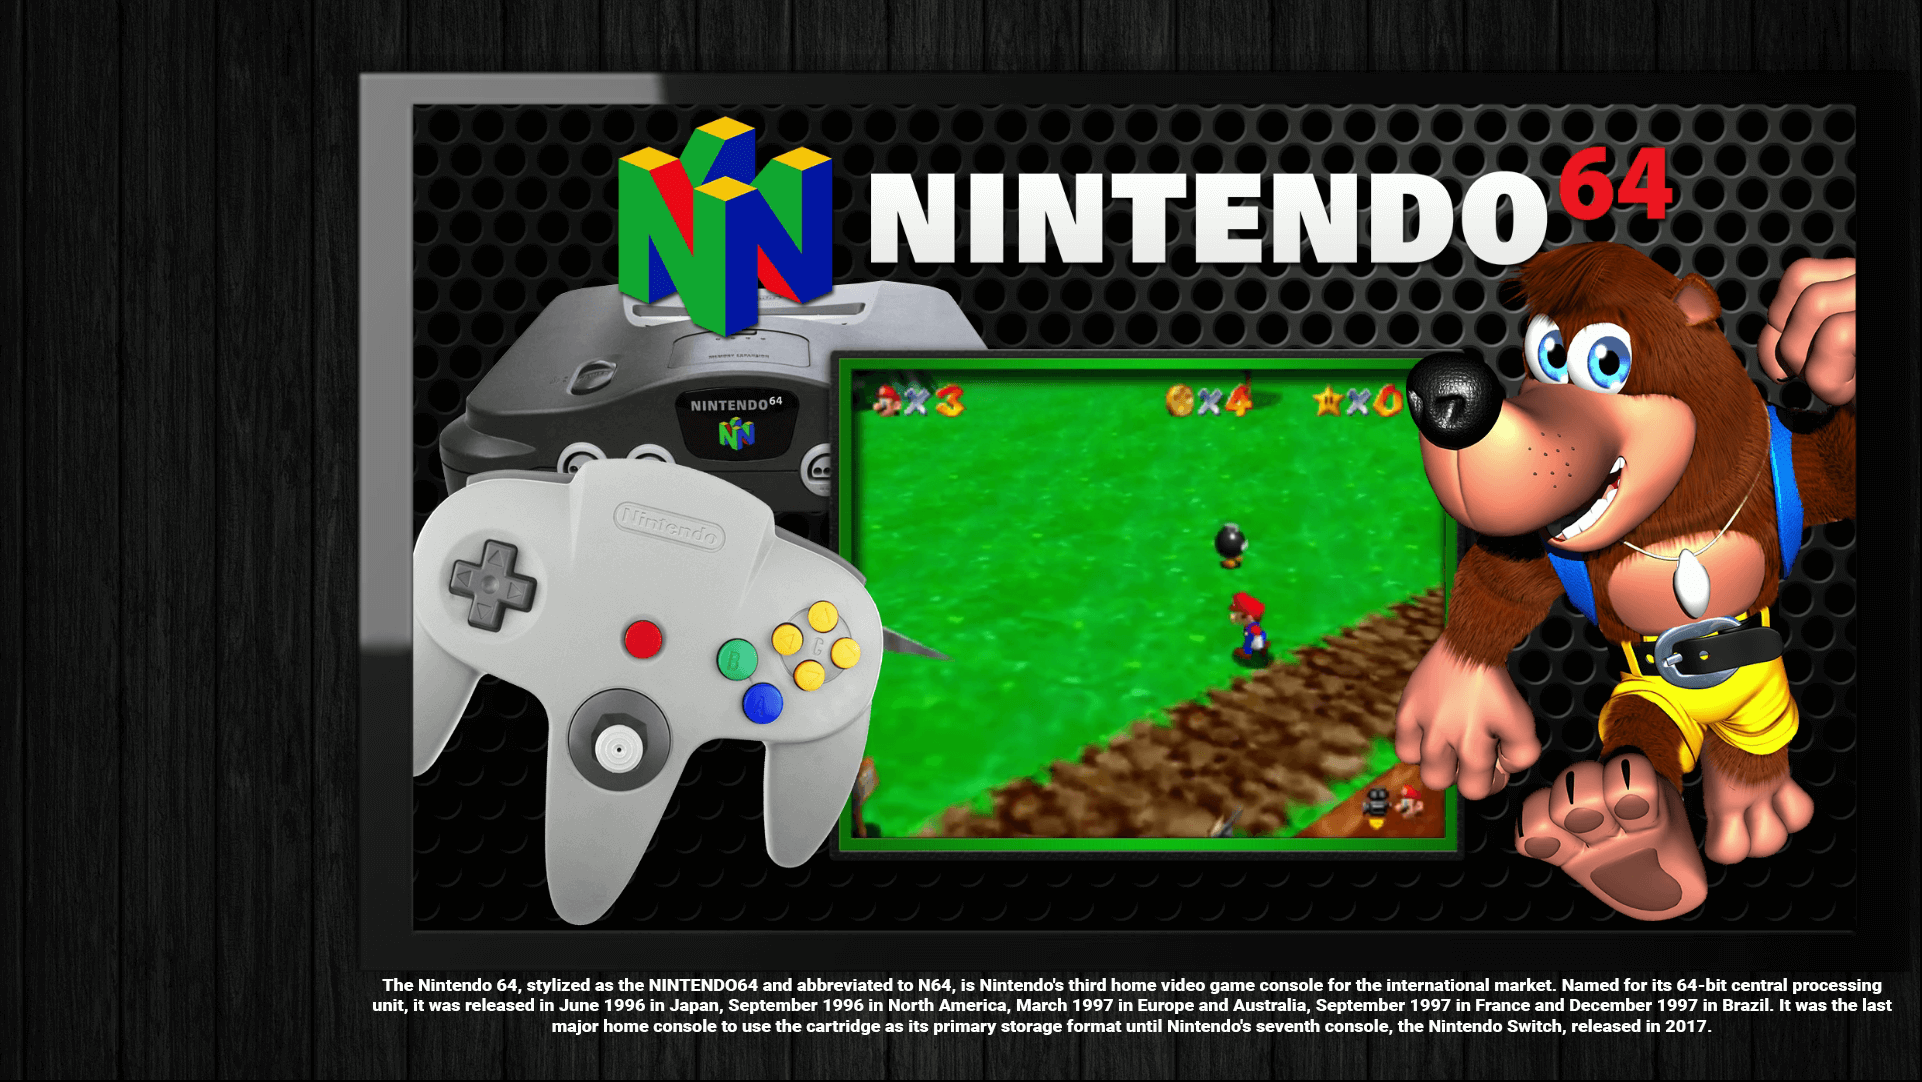 NINTENDO64
MEMORY EXPANSION
NINTENDO64
Nintendo
×3
×4
×0
B
C
A
The Nintendo 64, stylized as the NINTENDO64 and abbreviated to N64, is Nintendo's third home video game console for the international market. Named for its 64-bit central processing
unit, it was released in June 1996 in Japan, September 1996 in North America, March 1997 in Europe and Australia, September 1997 in France and December 1997 in Brazil. It was the last
major home console to use the cartridge as its primary storage format until Nintendo's seventh console, the Nintendo Switch, released in 2017.